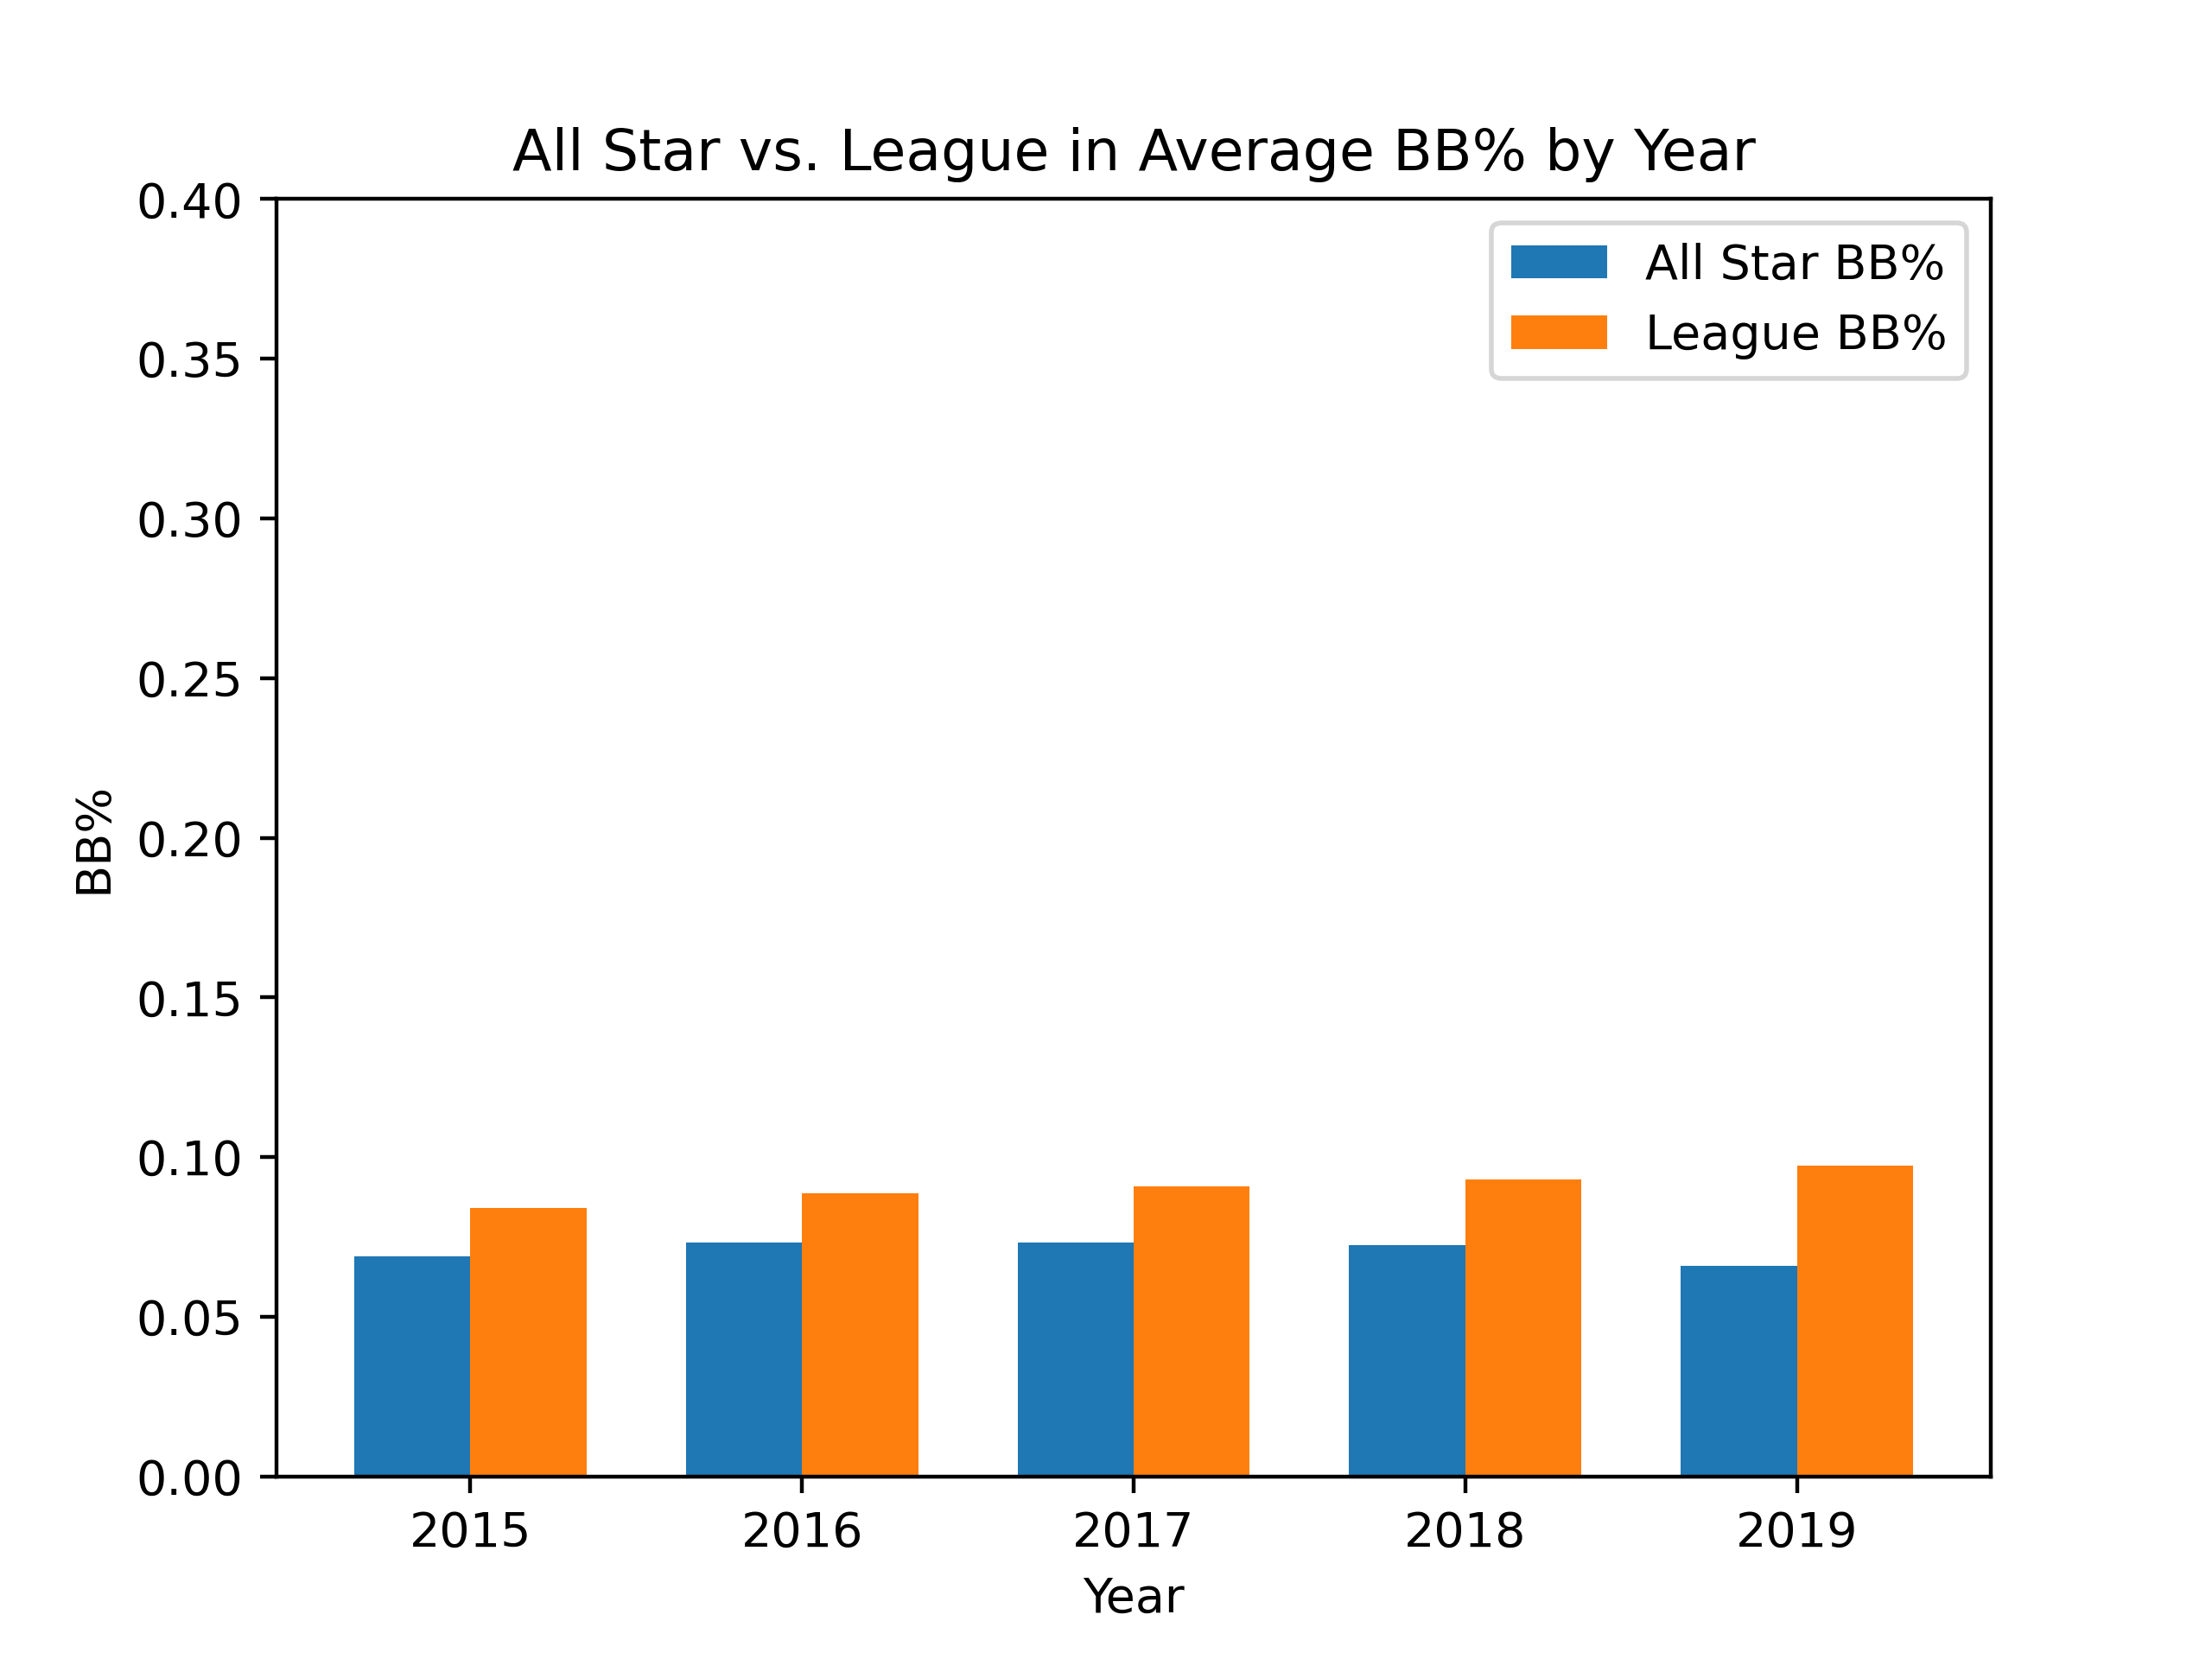 All Star vs. League in Average BB% by Year
0.40
All Star BB%
League BB%
0.35
0.30
0.25
0.20
BB%
0.15
0.10
0.05
0.00
2015 2016 2017 2018 2019
Year